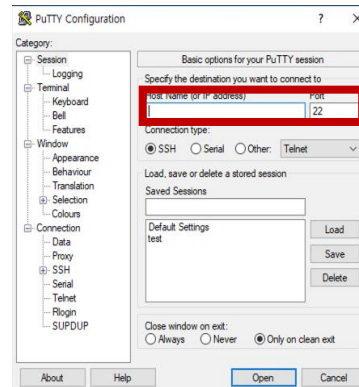 PuTTY Configuration ? X
Category:
Session
Logging
Terminal
Keyboard
Bell
Features
Window
Appearance
Behaviour
Translation
Selection
Colours
Connection
Data
Proxy
SSH
Serial
Telnet
Rlogin
SUPDUP
Basic options for your PuTTY session
Specify the destination you want to connect to
Host Name (or IP address) Port
22
Connection type:
SSH Serial Other: Telnet
Load, save or delete a stored session
Saved Sessions
Default Settings
test
Load
Save
Delete
Close window on exit:
Always Never Only on clean exit
About Help Open Cancel